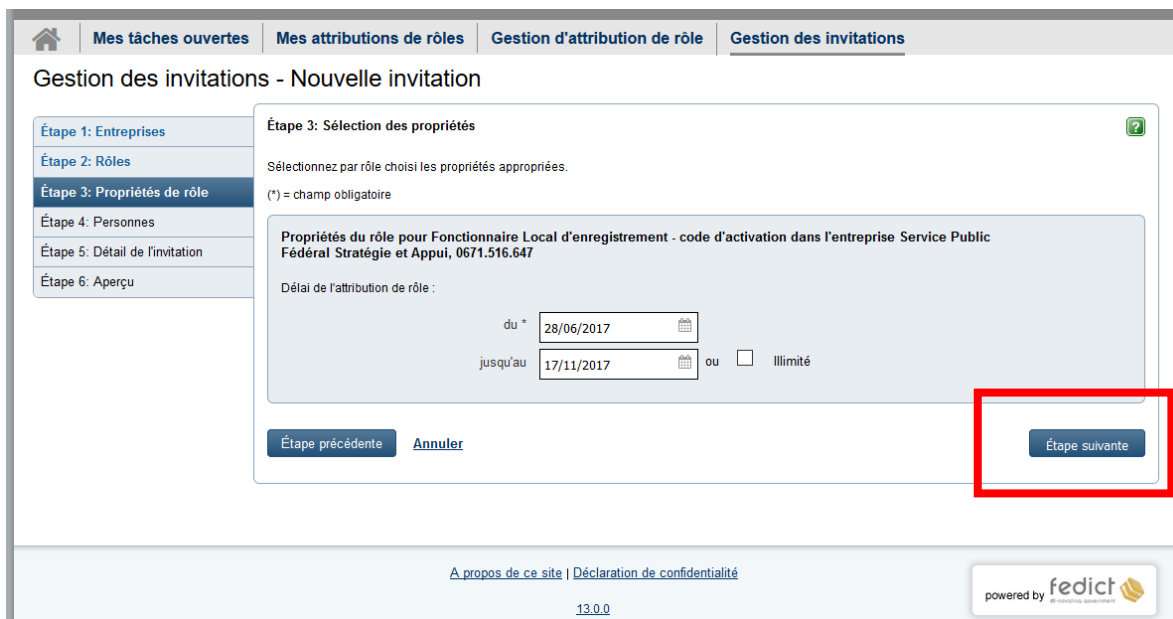 Mes tâches ouvertes Mes attributions de rôles Gestion d'attribution de rôle Gestion des invitations
Gestion des invitations - Nouvelle invitation
Étape 1: Entreprises
Étape 2: Rôles
Étape 3: Propriétés de rôle
Étape 4: Personnes
Étape 5: Détail de l'invitation
Étape 6: Aperçu
Étape 3: Sélection des propriétés
?
Sélectionnez par rôle choisi les propriétés appropriées.
(*) = champ obligatoire
Propriétés du rôle pour Fonctionnaire Local d'enregistrement - code d'activation dans l'entreprise Service Public
Fédéral Stratégie et Appui, 0671.516.647
Délai de l'attribution de rôle :
du * 28/06/2017
jusqu'au 17/11/2017 ou Illimité
Étape précédente Annuler Étape suivante
A propos de ce site | Déclaration de confidentialité
13.0.0
powered by fedict